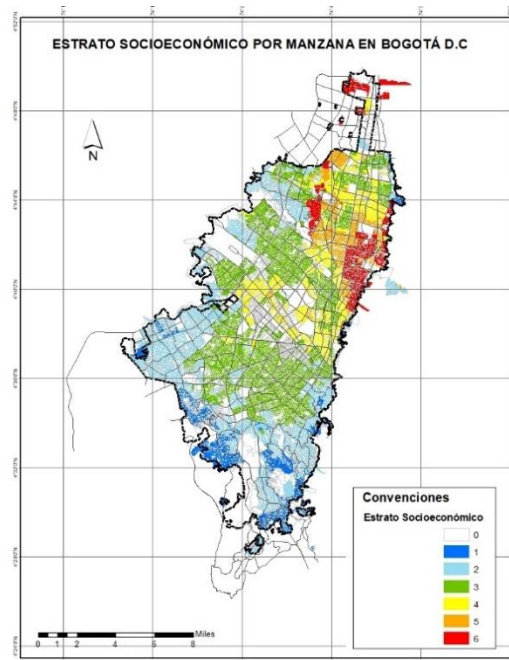 ESTRATO SOCIOECONÓMICO POR MANZANA EN BOGOTÁ D.C
N
Convenciones
Estrato Socioeconómico
0
1
2
3
4
5
6
Miles
0 1 2 4 6 8